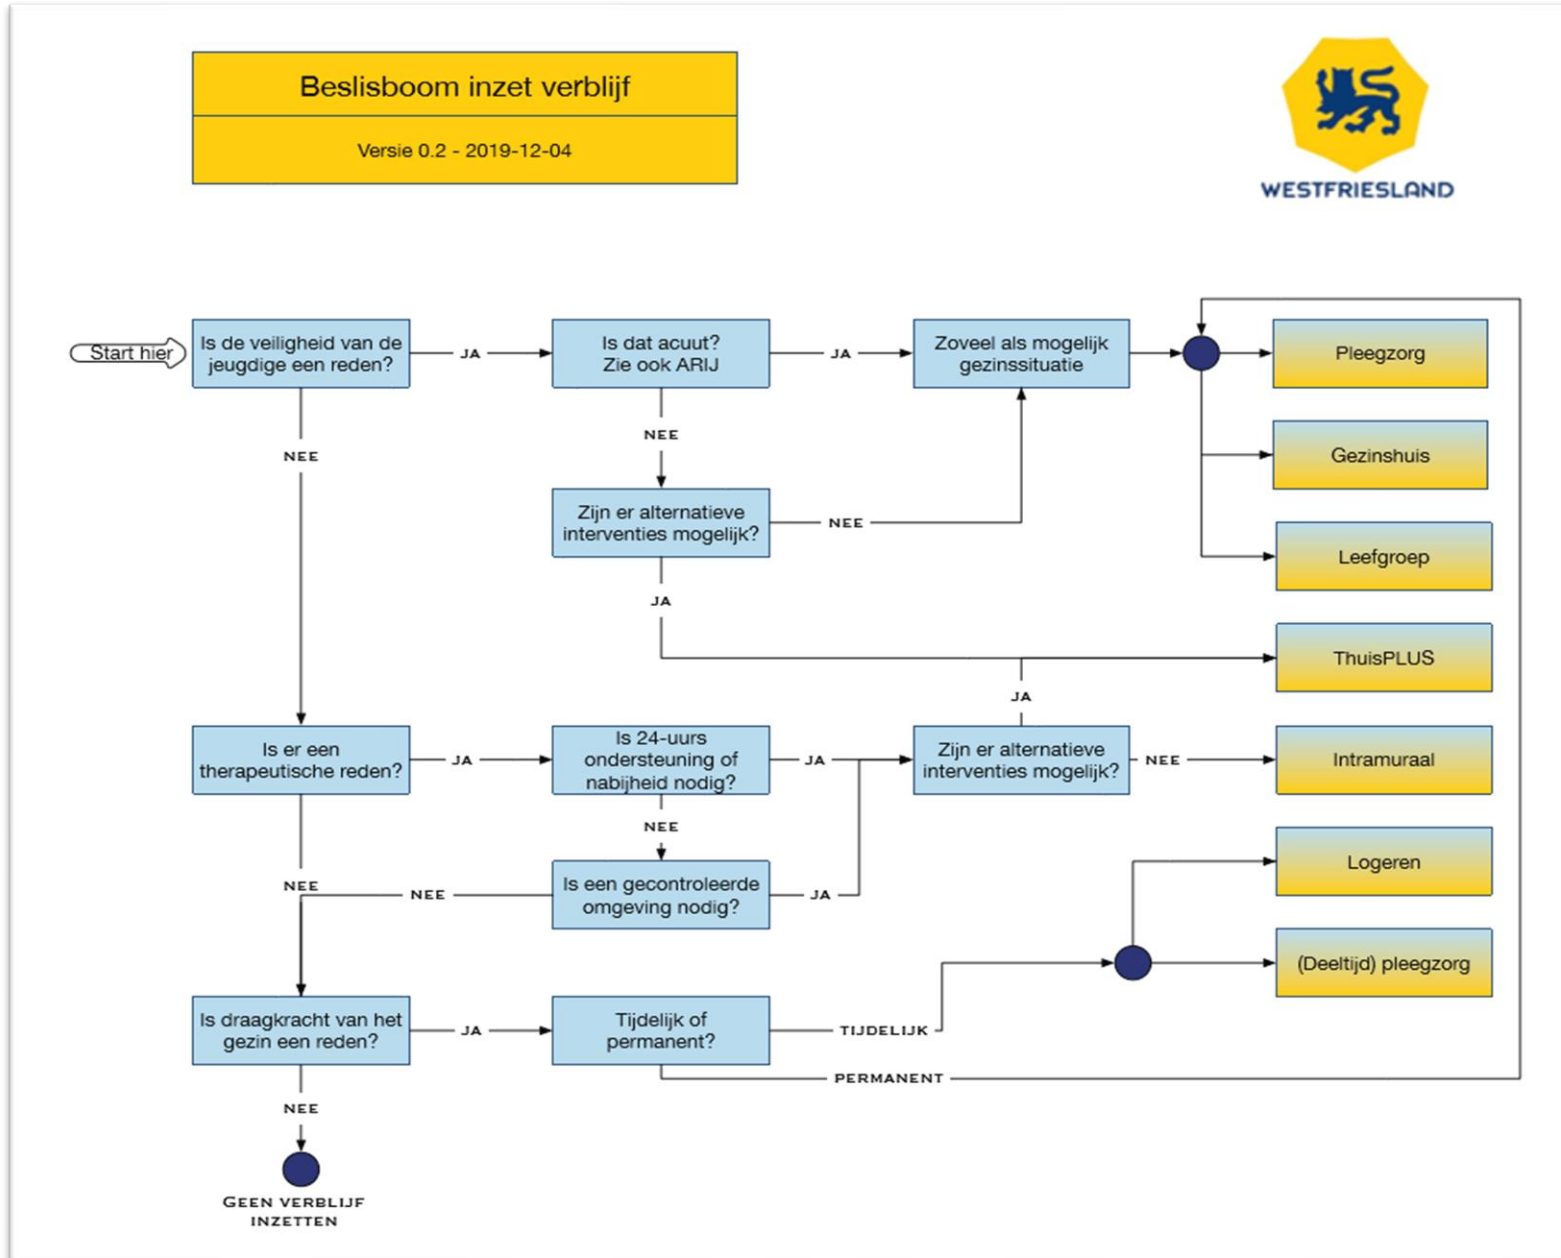 Beslisboom inzet verblijf
Versie 0.2 - 2019-12-04
WESTFRIESLAND
Start hier
Is de veiligheid van de
jeugdige een reden?
JA
Is dat acuut?
Zie ook ARIJ
JA
Zoveel als mogelijk
gezinssituatie
Pleegzorg
NEE
NEE
Gezinshuis
Zijn er alternatieve
interventies mogelijk?
NEE
Leefgroep
JA
ThuisPLUS
JA
Is er een
therapeutische reden?
JA
Is 24-uurs
ondersteuning of
nabijheid nodig?
JA
Zijn er alternatieve
interventies mogelijk?
NEE
Intramuraal
NEE
Logeren
NEE
NEE
Is een gecontroleerde
omgeving nodig?
JA
(Deeltijd) pleegzorg
Is draagkracht van het
gezin een reden?
JA
Tijdelijk of
permanent?
TIJDELIJK
PERMANENT
NEE
GEEN VERBLIJF
INZETTEN